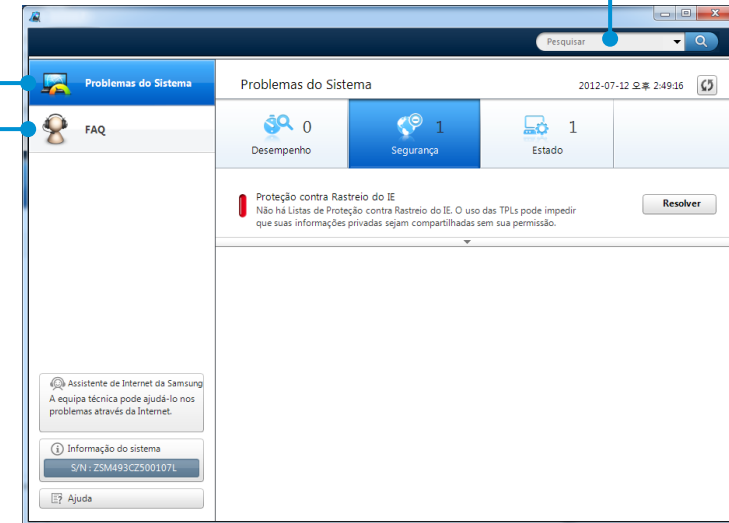 Pesquisar
Problemas do Sistema
FAQ
Problemas do Sistema
2012-07-12 오후 2:49:16
0
Desempenho
1
Segurança
1
Estado
Proteção contra Rastreio do IE
Não há Listas de Proteção contra Rastreio do IE. O uso das TPLs pode impedir
que suas informações privadas sejam compartilhadas sem sua permissão.
Resolver
Assistente de Internet da Samsung
A equipa técnica pode ajudá-lo nos
problemas através da Internet.
Informação do sistema
S/N : ZSM493CZ500107L
Ajuda